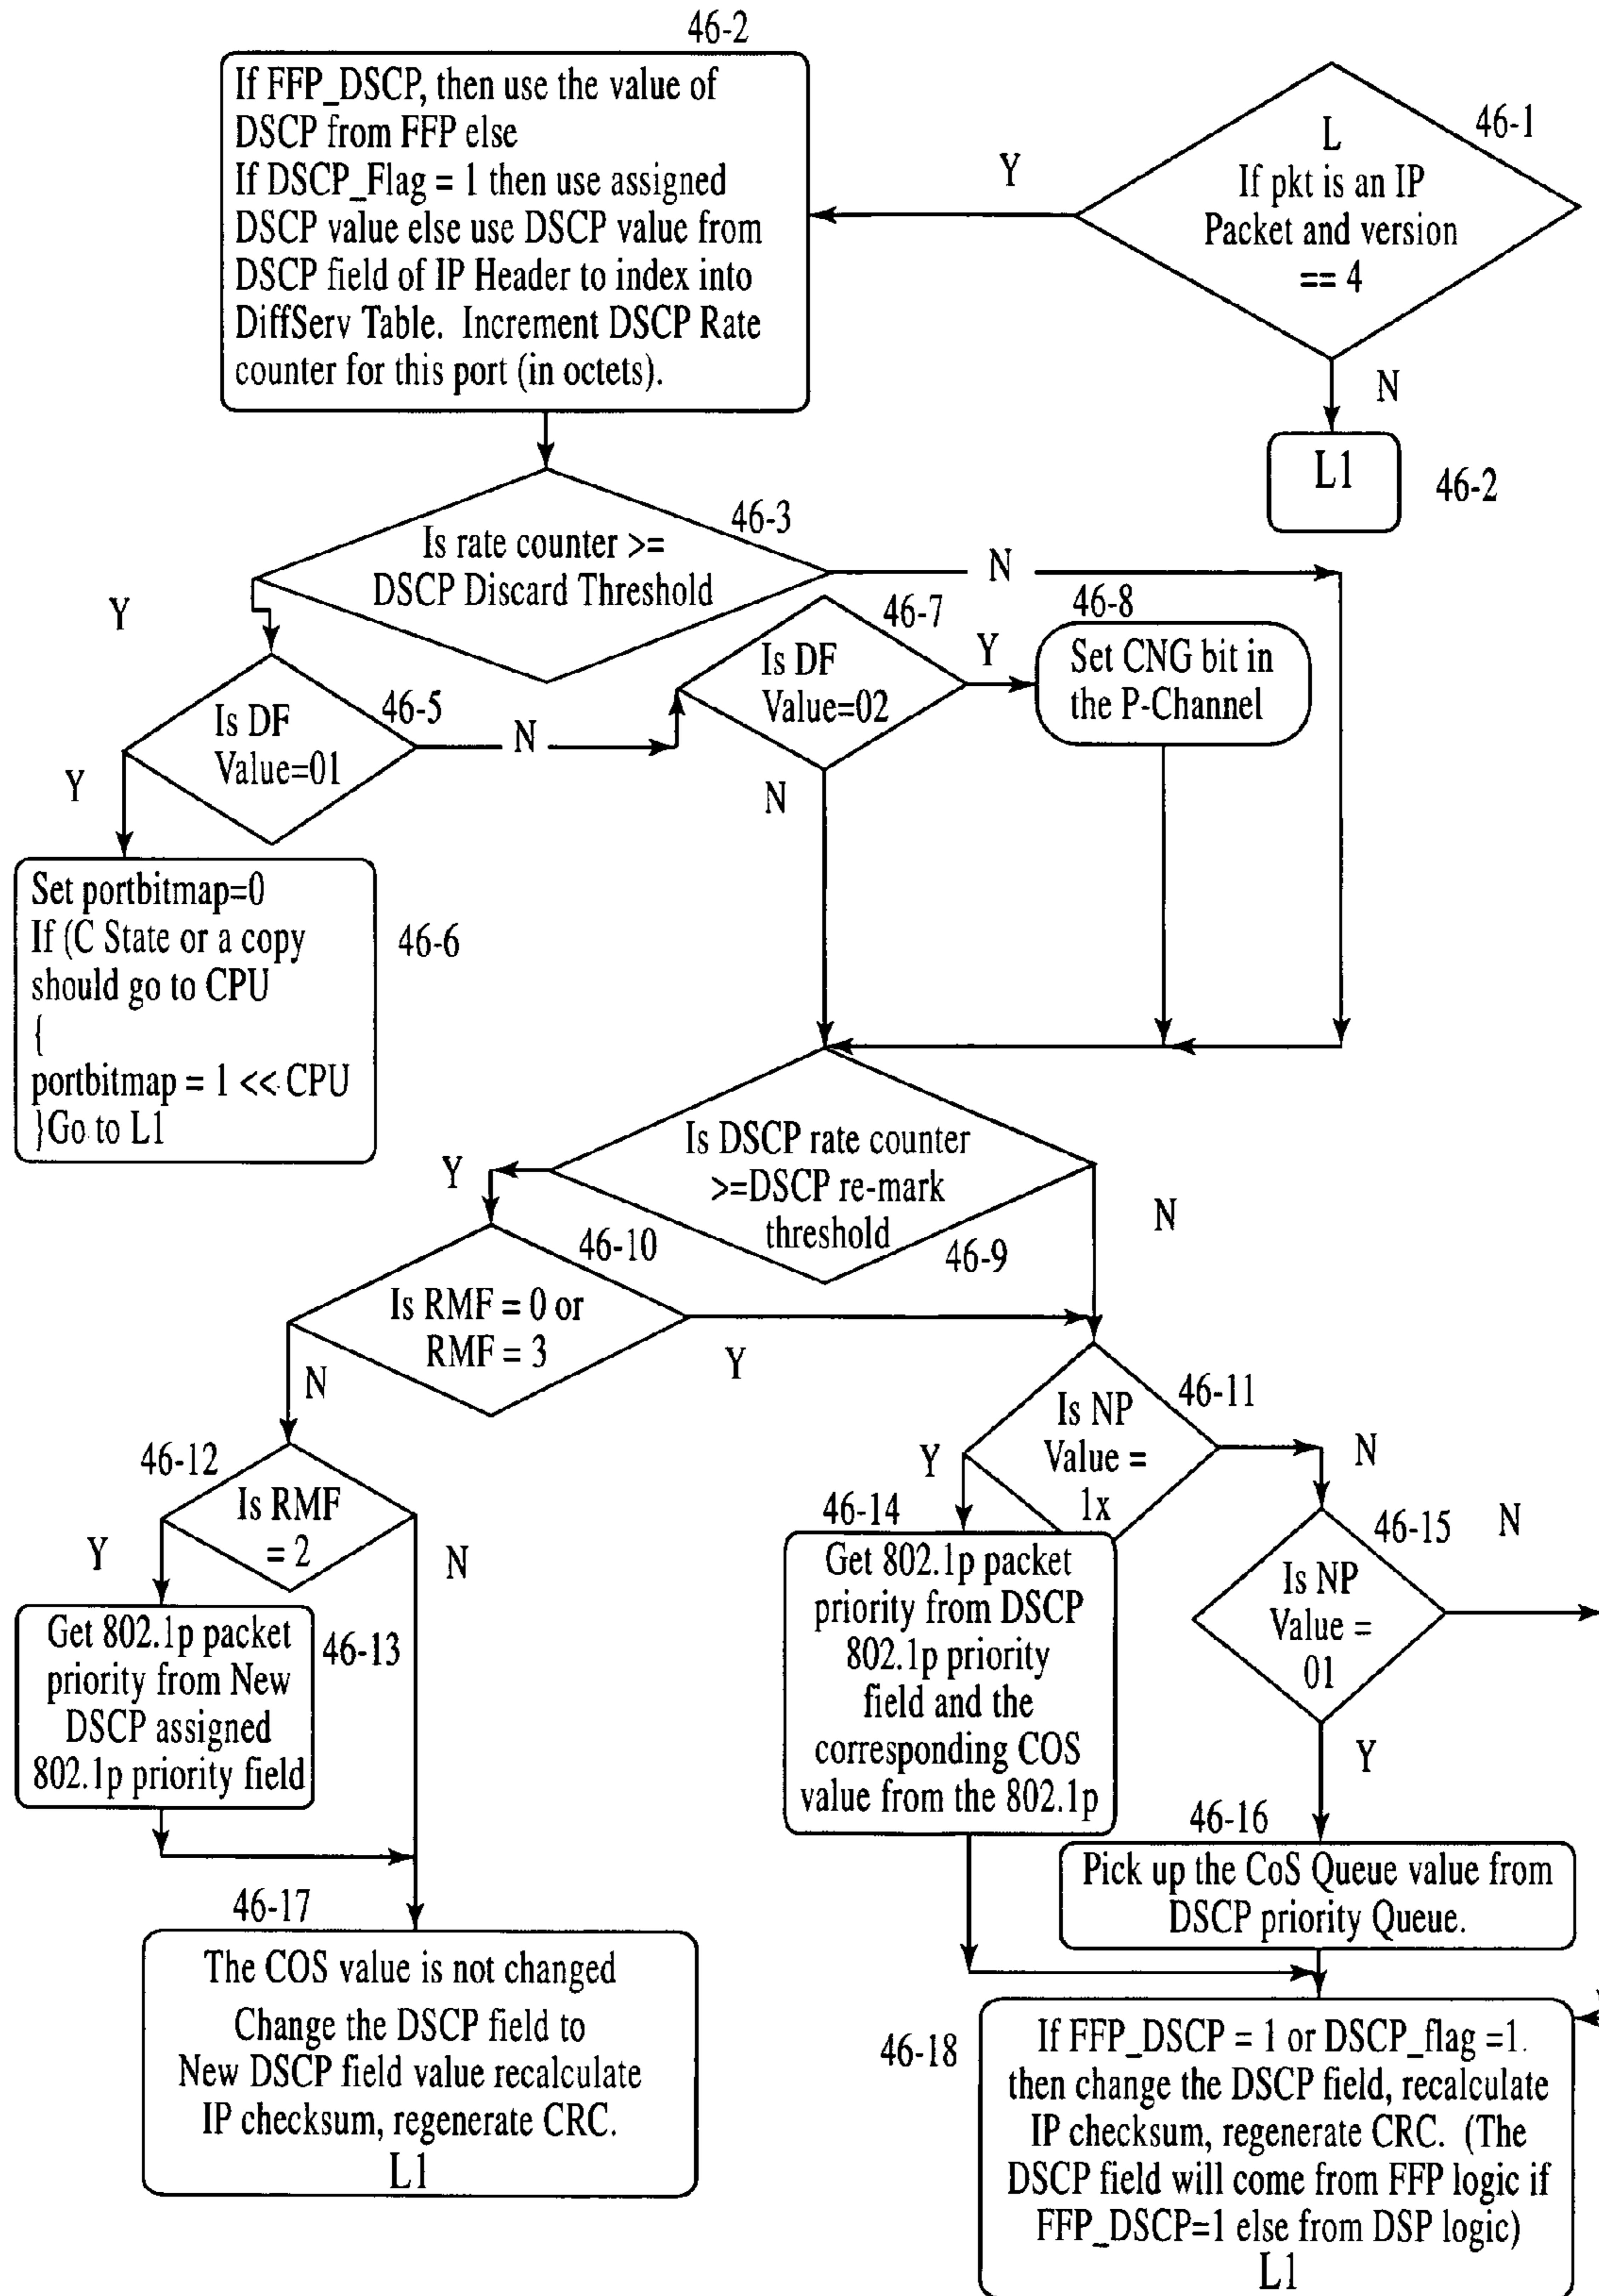 46-2
If FFP_DSCP, then use the value of
DSCP from FFP else
If DSCP_Flag = 1 then use assigned
DSCP value else use DSCP value from
DSCP field of IP Header to index into
DiffServ Table. Increment DSCP Rate
counter for this port (in octets).
46-1
L
If pkt is an IP
Packet and version
== 4
Y
N
L1
46-2
46-3
Is rate counter >=
DSCP Discard Threshold
N
Y
46-5
Is DF
Value=01
N
Y
46-7
Is DF
Value=02
Y
N
46-8
Set CNG bit in
the P-Channel
Set portbitmap=0
If (C State or a copy
should go to CPU
{
portbitmap = 1 << CPU
}Go to L1
46-6
Is DSCP rate counter
>=DSCP re-mark
threshold
46-9
Y
N
46-10
Is RMF = 0 or
RMF = 3
N
Y
46-11
Is NP
Value =
1x
Y
N
46-12
Is RMF
= 2
Y
N
46-13
Get 802.1p packet
priority from New
DSCP assigned
802.1p priority field
46-14
Get 802.1p packet
priority from DSCP
802.1p priority
field and the
corresponding COS
value from the 802.1p
46-15
Is NP
Value =
01
N
Y
46-16
Pick up the CoS Queue value from
DSCP priority Queue.
46-17
The COS value is not changed
Change the DSCP field to
New DSCP field value recalculate
IP checksum, regenerate CRC.
L1
46-18
If FFP_DSCP = 1 or DSCP_flag =1.
then change the DSCP field, recalculate
IP checksum, regenerate CRC. (The
DSCP field will come from FFP logic if
FFP_DSCP=1 else from DSP logic)
L1